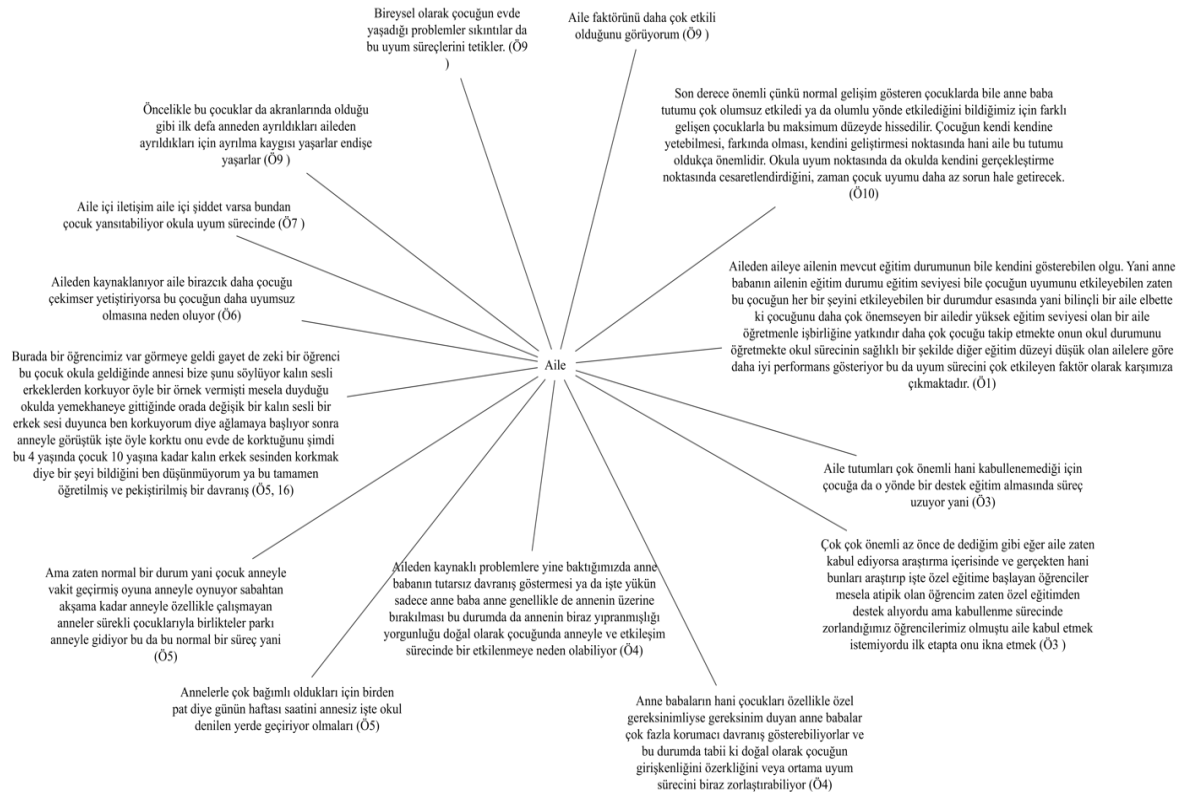 Bireysel olarak çocuğun evde
yaşadığı problemler sıkıntılar da
bu uyum süreçlerini tetikler. (Ö9
)
Aile faktörünü daha çok etkili
olduğunu görüyorum (Ö9 )
Son derece önemli çünkü normal gelişim gösteren çocuklarda bile anne baba
tutumu çok olumsuz etkiledi ya da olumlu yönde etkilediğini bildiğimiz için farklı
gelişen çocuklarla bu maksimum düzeyde hissedilir. Çocuğun kendi kendine
yetebilmesi, farkında olması, kendini geliştirmesi noktasında hani aile bu tutumu
oldukça önemlidir. Okula uyum noktasında da okulda kendini gerçekleştirme
noktasında cesaretlendirdiğini, zaman çocuk uyumu daha az sorun hale getirecek.
(Ö10)
Öncelikle bu çocuklar da akranlarında olduğu
gibi ilk defa anneden ayrıldıkları aileden
ayrıldıkları için ayrılma kaygısı yaşarlar endişe
yaşarlar (Ö9 )
Aile içi iletişim aile içi şiddet varsa bundan
çocuk yansıtabiliyor okula uyum sürecinde (Ö7 )
Aileden kaynaklanıyor aile birazcık daha çocuğu
çekimser yetiştiriyorsa bu çocuğun daha uyumsuz
olmasına neden oluyor (Ö6)
Aileden aileye ailenin mevcut eğitim durumunun bile kendini gösterebilen olgu. Yani anne
babanın ailenin eğitim durumu eğitim seviyesi bile çocuğun uyumunu etkileyebilen zaten
bu çocuğun her bir şeyini etkileyebilen bir durumdur esasında yani bilinçli bir aile elbette
ki çocuğunu daha çok önemseyen bir ailedir yüksek eğitim seviyesi olan bir aile
öğretmenle işbirliğine yatkındır daha çok çocuğu takip etmekte onun okul durumunu
öğretmekte okul sürecinin sağlıklı bir şekilde diğer eğitim düzeyi düşük olan ailelere göre
daha iyi performans gösteriyor bu da uyum sürecini çok etkileyen faktör olarak karşımıza
çıkmaktadır. (Ö1)
Aile
Burada bir öğrencimiz var görmeye geldi gayet de zeki bir öğrenci
bu çocuk okula geldiğinde annesi bize şunu söylüyor kalın sesli
erkeklerden korkuyor öyle bir örnek vermişti mesela duyduğu
okulda yemekhaneye gittiğinde orada değişik bir kalın sesli bir
erkek sesi duyunca ben korkuyorum diye ağlamaya başlıyor sonra
anneyle görüştük işte öyle korktu onu evde de korktuğunu şimdi
bu 4 yaşında çocuk 10 yaşına kadar kalın erkek sesinden korkmak
diye bir şeyi bildiğini ben düşünmüyorum ya bu tamamen
öğretilmiş ve pekiştirilmiş bir davranış (Ö5, 16)
Aile tutumları çok önemli hani kabullenemediği için
çocuğa da o yönde bir destek eğitim almasında süreç
uzuyor yani (Ö3)
Çok çok önemli az önce de dediğim gibi eğer aile zaten
kabul ediyorsa araştırma içerisinde ve gerçekten hani
bunları araştırıp işte özel eğitime başlayan öğrenciler
mesela atipik olan öğrencim zaten özel eğitimden
destek alıyordu ama kabullenme sürecinde
zorlandığımız öğrencilerimiz olmuştu aile kabul etmek
istemiyordu ilk etapta onu ikna etmek (Ö3 )
Ama zaten normal bir durum yani çocuk anneyle
vakit geçirmiş oyuna anneyle oynuyor sabahtan
akşama kadar anneyle özellikle çalışmayan
anneler sürekli çocuklarıyla birlikteler parkı
anneyle gidiyor bu da bu normal bir süreç yani
(Ö5)
Aileden kaynaklı problemlere yine baktığımızda anne
babanın tutarsız davranış göstermesi ya da işte yükün
sadece anne baba anne genellikle de annenin üzerine
bırakılması bu durumda da annenin biraz yıpranmışlığı
yorgunluğu doğal olarak çocuğunda anneyle ve etkileşim
sürecinde bir etkilenmeye neden olabiliyor (Ö4)
Annelerle çok bağımlı oldukları için birden
pat diye günün haftası saatini annesiz işte okul
denilen yerde geçiriyor olmaları (Ö5)
Anne babaların hani çocukları özellikle özel
gereksinimliyse gereksinim duyan anne babalar
çok fazla korumacı davranış gösterebiliyorlar ve
bu durumda tabii ki doğal olarak çocuğun
girişkenliğini özerkliğini veya ortama uyum
sürecini biraz zorlaştırabiliyor (Ö4)